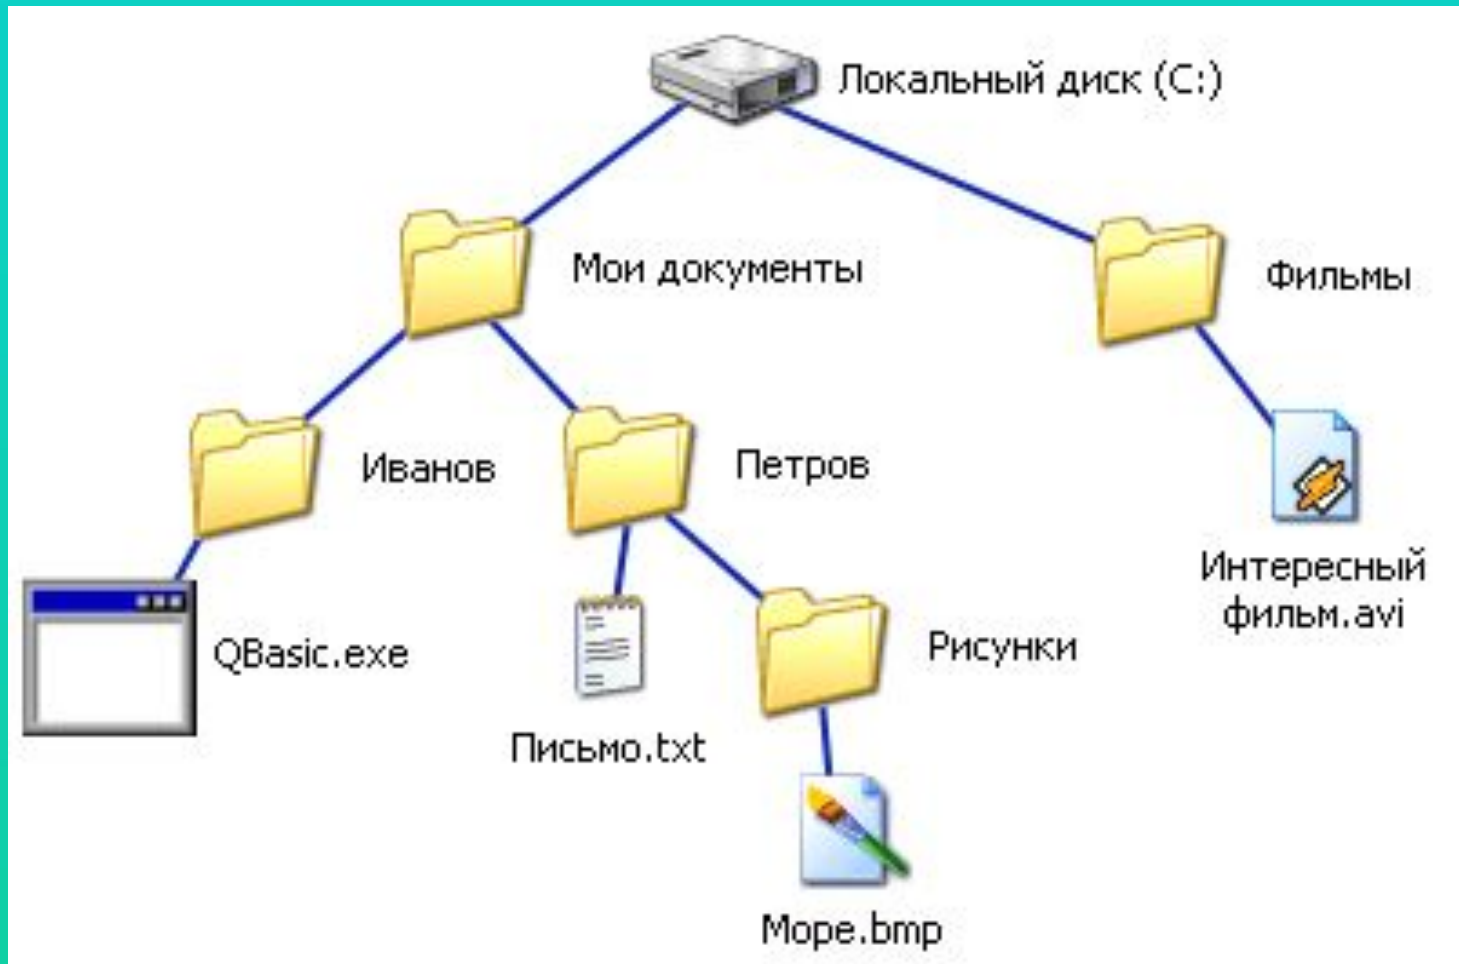 Локальный диск (C:)
Мои документы
Фильмы
Иванов
Петров
Интересный
фильм.avi
QBasic.exe
Рисунки
Письмо.txt
Море.bmp